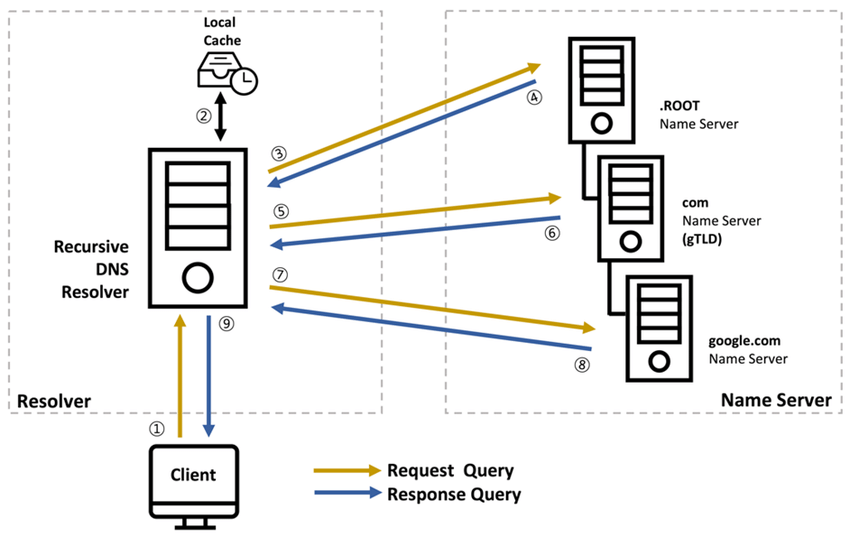 Local
Cache
②
③
④
.ROOT
Name Server
⑤
⑥
com
Name Server
(gTLD)
Recursive
DNS
Resolver
⑦
⑧
google.com
Name Server
⑨
Resolver
Name Server
①
Client
Request Query
Response Query